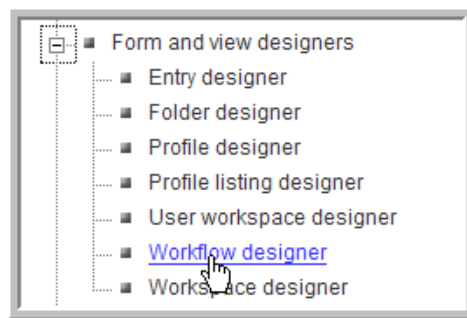 Form and view designers
Entry designer
Folder designer
Profile designer
Profile listing designer
User workspace designer
Workflow designer
Workspace designer